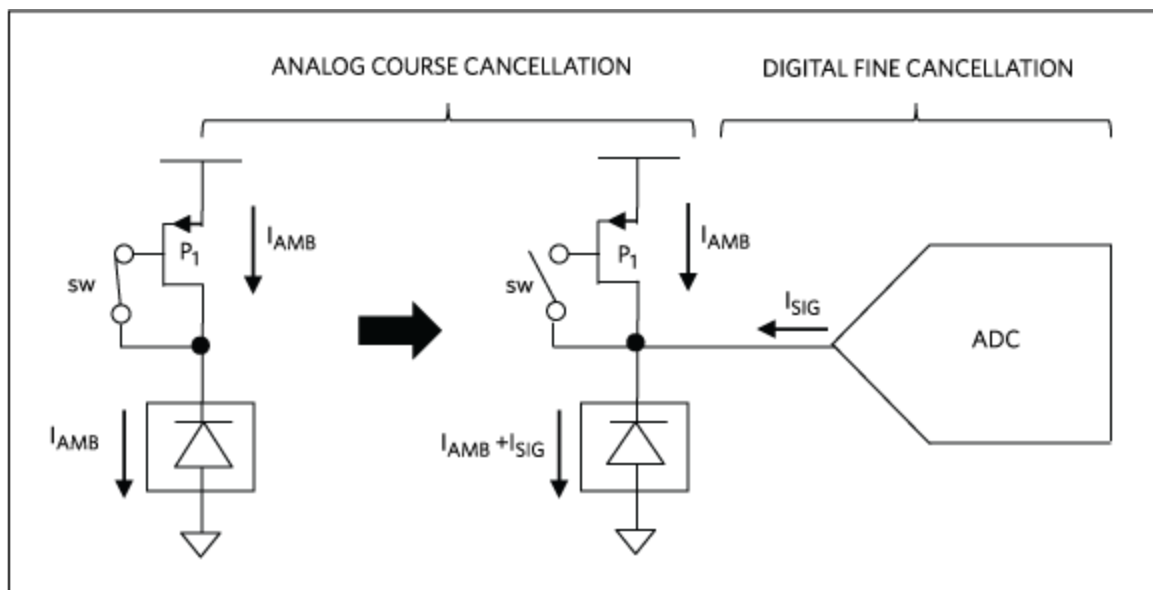 ANALOG COURSE CANCELLATION
DIGITAL FINE CANCELLATION
P1
IAMB
sw
IAMB
P1
IAMB
sw
ISIG
ADC
IAMB +ISIG